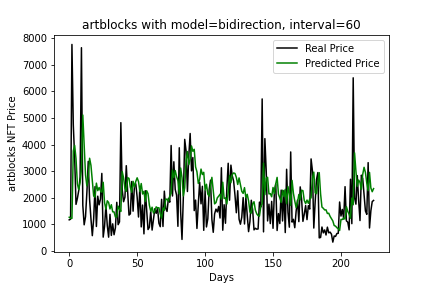 artblocks with model=bidirection, interval=60
Real Price
Predicted Price
artblocks NFT Price
8000
7000
6000
5000
4000
3000
2000
1000
0
0 50 100 150 200
Days